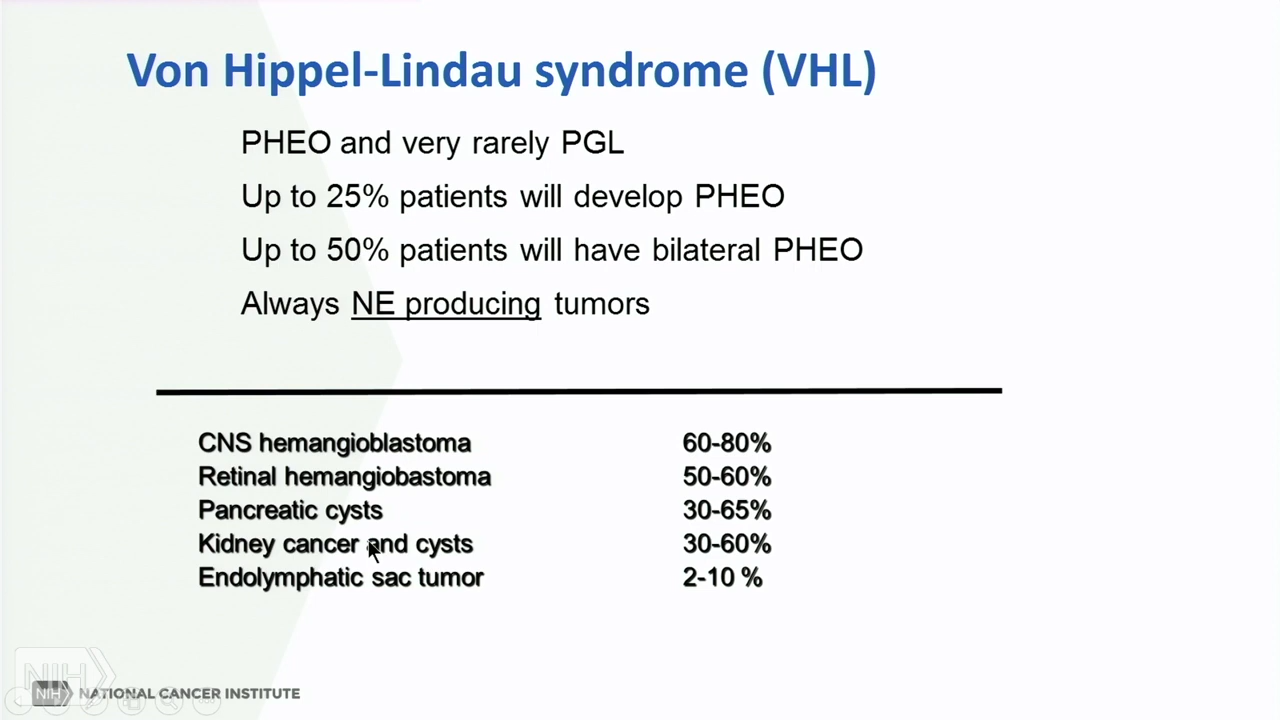 Von Hippel-Lindau syndrome (VHL)
PHEO and very rarely PGL
Up to 25% patients will develop PHEO
Up to 50% patients will have bilateral PHEO
Always NE producing tumors
CNS hemangioblastoma 60-80%
Retinal hemangiobastoma 50-60%
Pancreatic cysts 30-65%
Kidney cancer and cysts 30-60%
Endolymphatic sac tumor 2-10 %
NIH
NIH NATIONAL CANCER INSTITUTE